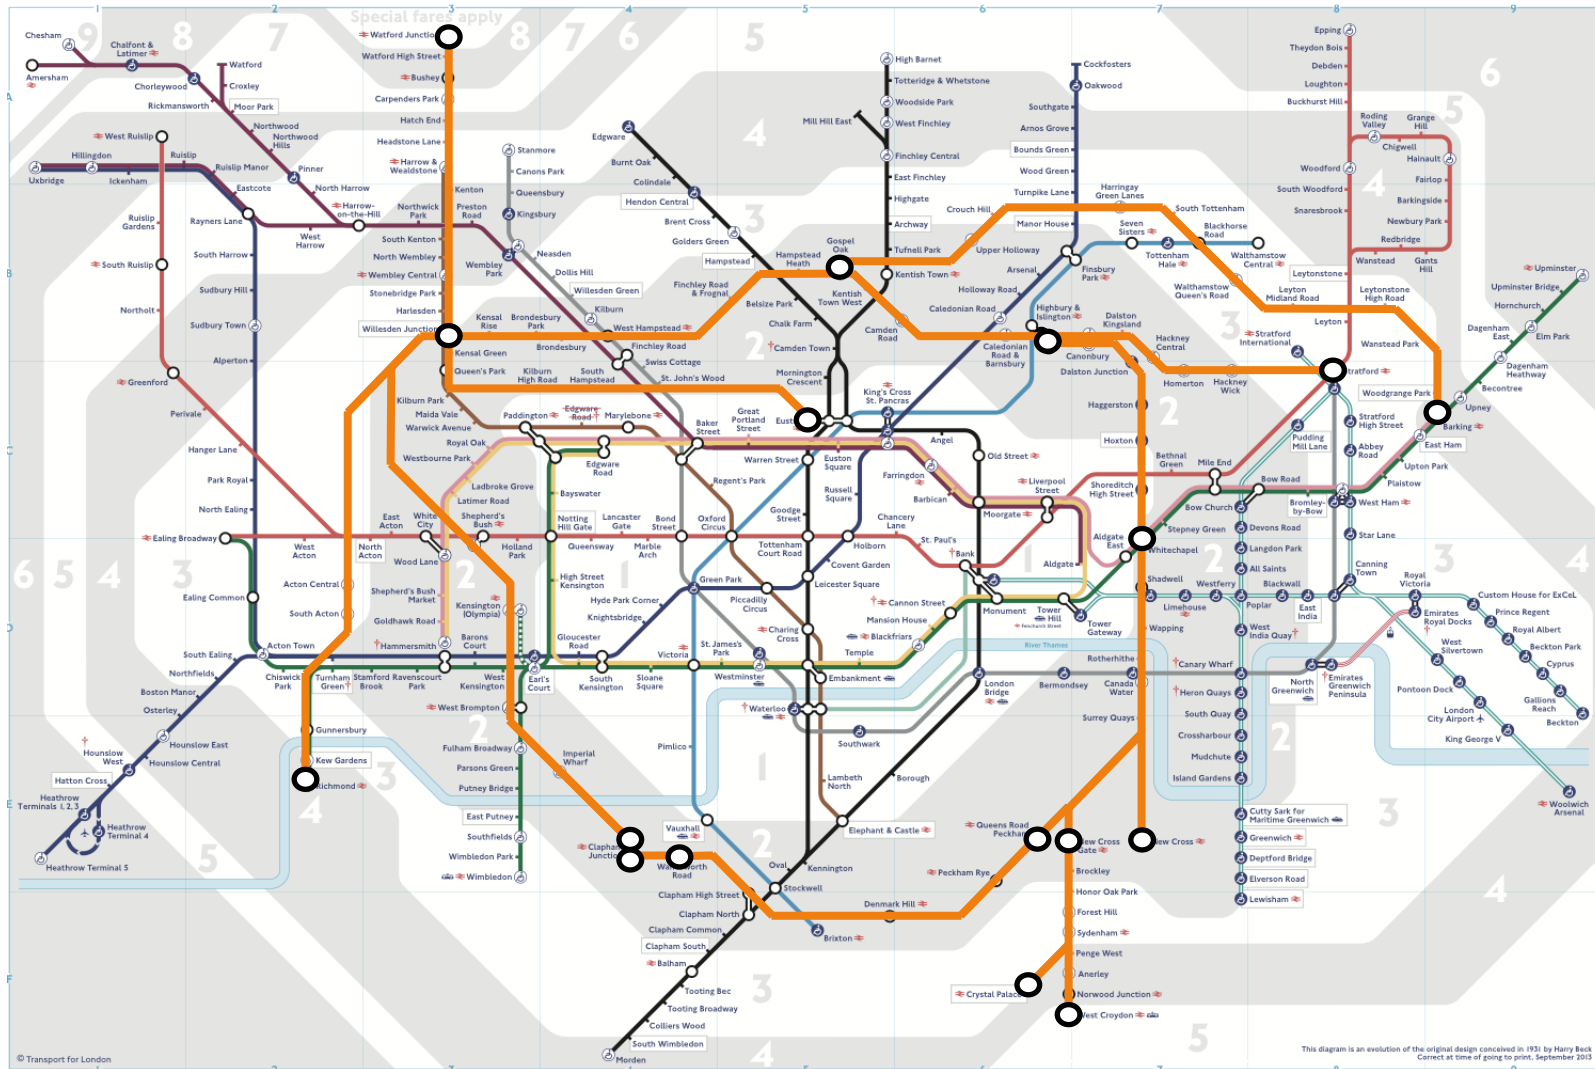 Special fares apply
Chesham
Chalfont &
Latimer
Watford
Amersham
Croxley
Chorleywood
Rickmansworth
Moor Park
Northwood
Northwood
Hills
West Ruislip
Hillingdon
Ruislip
Ruislip Manor
Pinner
Uxbridge
Ickenham
Eastcote
North Harrow
Harrow-
on-the-Hill
Ruislip
Gardens
Rayners Lane
West
Harrow
South Ruislip
South Harrow
Sudbury Hill
Northolt
Sudbury Town
Alperton
Greenford
Perivale
Hanger Lane
Park Royal
North Ealing
Ealing Broadway
West
Acton
North
Acton
East
Acton
White
City
Shepherd's
Bush
Holland
Park
Wood Lane
Ealing Common
Acton Central
South Acton
Shepherd's Bush
Market
Goldhawk Road
Hammersmith
South Ealing
Acton Town
Northfields
Boston Manor
Osterley
Hounslow
West
Hounslow East
Hounslow Central
Hatton Cross
Heathrow
Terminals 1, 2, 3
Heathrow
Terminal 4
Heathrow Terminal 5
Chiswick
Park
Turnham
Green
Stamford
Brook
Ravenscourt
Park
Barons
Court
West
Kensington
Earl's
Court
Gunnersbury
Kew Gardens
Richmond
Watford High Street
Bushey
Carpenders Park
Hatch End
Headstone Lane
Harrow &
Wealdstone
Kenton
Northwick
Park
Preston
Road
South Kenton
North Wembley
Wembley Central
Stonebridge Park
Harlesden
Willesden Junction
Kensal Green
Queen's Park
Kilburn Park
Maida Vale
Warwick Avenue
Royal Oak
Westbourne Park
Ladbroke Grove
Latimer Road
Stanmore
Canons Park
Queensbury
Kingsbury
Wembley
Park
Neasden
Dollis Hill
Willesden Green
Kilburn
West Hampstead
Finchley Road
Swiss Cottage
St. John's Wood
Kensal
Rise
Brondesbury
Park
Brondesbury
Kilburn
High Road
South
Hampstead
Finchley Road
& Frognal
Paddington
Edgware
Road
Marylebone
Baker
Street
Great
Portland
Street
Edgware
Road
Bayswater
Notting
Hill Gate
Lancaster
Gate
Bond
Street
Oxford
Circus
Queensway
Marble
Arch
Regent's Park
High Street
Kensington
Kensington
(Olympia)
Hyde Park Corner
Knightsbridge
Gloucester
Road
South
Kensington
Sloane
Square
Victoria
St. James's
Park
Westminster
West Brompton
Fulham Broadway
Parsons Green
Putney Bridge
East Putney
Southfields
Wimbledon Park
Wimbledon
Imperial
Wharf
Edgware
Burnt Oak
Colindale
Hendon Central
Brent Cross
Golders Green
Hampstead
Belsize Park
Chalk Farm
Camden Town
Mornington
Crescent
High Barnet
Totteridge & Whetstone
Woodside Park
West Finchley
Mill Hill East
Finchley Central
East Finchley
Highgate
Archway
Tufnell Park
Kentish Town
Hampstead
Heath
Gospel
Oak
Kentish
Town West
Camden
Road
Caledonian Road
Caledonian
Road &
Barnsbury
Highbury &
Islington
Canonbury
Dalston
Kingsland
Dalston Junction
Hackney
Central
Homerton
Hackney
Wick
Cockfosters
Oakwood
Southgate
Arnos Grove
Bounds Green
Wood Green
Turnpike Lane
Manor House
Harringay
Green Lanes
Crouch Hill
Upper Holloway
South Tottenham
Seven
Sisters
Blackhorse
Road
Tottenham
Hale
Walthamstow
Central
Walthamstow
Queen's Road
Finsbury
Park
Arsenal
Holloway Road
Leyton
Midland Road
Leytonstone
High Road
Wanstead Park
Woodgrange Park
Epping
Theydon Bois
Debden
Loughton
Buckhurst Hill
Roding
Valley
Grange
Hill
Chigwell
Hainault
Woodford
Fairlop
South Woodford
Barkingside
Snaresbrook
Newbury Park
Redbridge
Wanstead
Gants
Hill
Leytonstone
Leyton
Stratford
International
Upminster
Upminster Bridge
Hornchurch
Dagenham
East
Elm Park
Dagenham
Heathway
Becontree
Upney
Barking
East Ham
Upton Park
Plaistow
King's Cross
St. Pancras
Warren Street
Euston
Square
Russell
Square
Goodge
Street
Tottenham
Court Road
Holborn
Chancery
Lane
St. Paul's
Covent Garden
Leicester Square
Green Park
Piccadilly
Circus
Charing
Cross
Embankment
Temple
Blackfriars
Mansion House
Cannon Street
Monument
Bank
Tower
Hill
Fenchurch Street
Tower
Gateway
Angel
Old Street
Farringdon
Barbican
Moorgate
Liverpool
Street
Aldgate
Aldgate
East
Whitechapel
Haggerston
Hoxton
Shoreditch
High Street
Bethnal
Green
Mile End
Stepney Green
Bow Road
Bow Church
Bromley-
by-Bow
West Ham
Pudding
Mill Lane
Stratford
High Street
Abbey
Road
Star Lane
Canning
Town
Devons Road
Langdon Park
All Saints
Poplar
Shadwell
Limehouse
Westferry
Blackwall
East
India
Royal
Victoria
Custom House for ExCeL
Prince Regent
Royal Albert
Beckton Park
Cyprus
Gallions
Reach
Beckton
Emirates
Royal Docks
West
Silvertown
Pontoon Dock
London
City Airport
King George V
Woolwich
Arsenal
Emirates
Greenwich
Peninsula
North
Greenwich
West
India Quay
Canary Wharf
Heron Quays
South Quay
Crossharbour
Mudchute
Island Gardens
Cutty Sark for
Maritime Greenwich
Greenwich
Deptford Bridge
Elverson Road
Lewisham
Wapping
Rotherhithe
Canada
Water
Surrey Quays
River Thames
London
Bridge
Bermondsey
Southwark
Waterloo
Lambeth
North
Borough
Elephant & Castle
Pimlico
Vauxhall
Oval
Kennington
Stockwell
Clapham High Street
Clapham North
Clapham Common
Clapham South
Balham
Tooting Bec
Tooting Broadway
Colliers Wood
South Wimbledon
Morden
Brixton
Denmark Hill
Peckham Rye
Queens Road
Peckham
New Cross
Brockley
Honor Oak Park
Forest Hill
Sydenham
Penge West
Anerley
Norwood Junction
West Croydon
Crystal Palace
© Transport for London
This diagram is an evolution of the original design conceived in 1931 by Harry Beck
Correct at time of going to print, September 2013